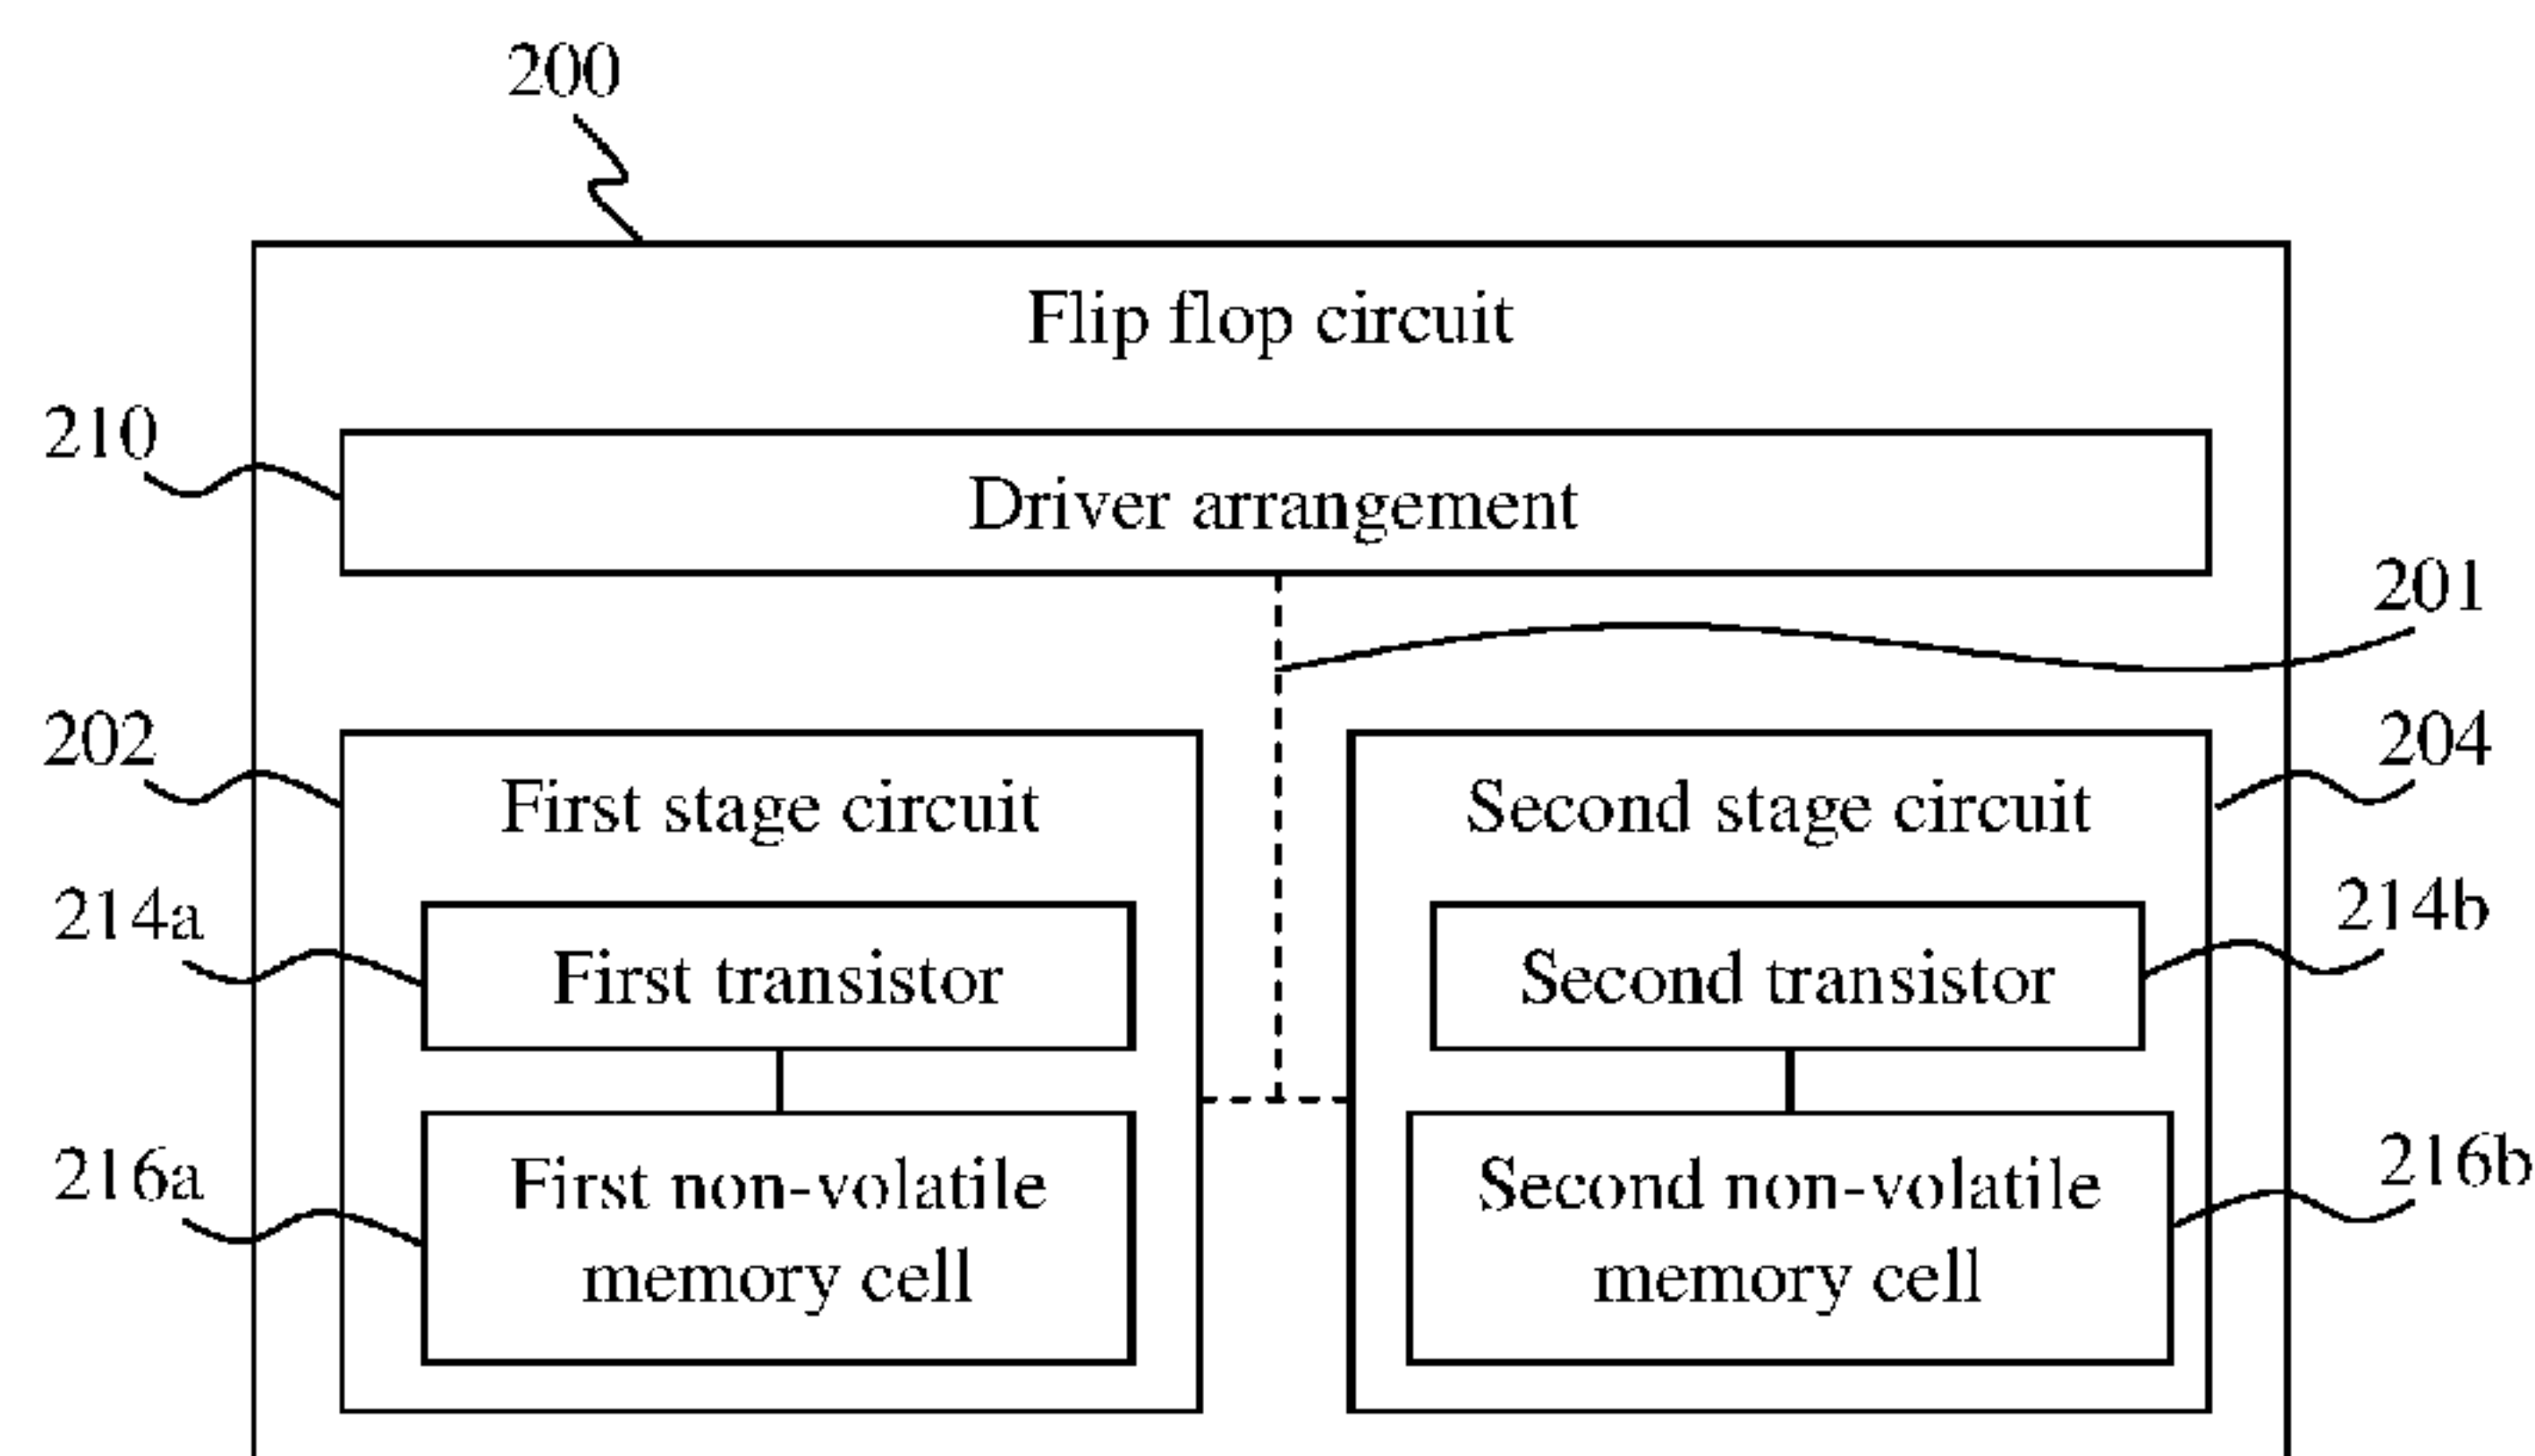 200
Flip flop circuit
210
Driver arrangement
201
202
First stage circuit
Second stage circuit
204
214a
First transistor
Second transistor
214b
216a
First non-volatile
memory cell
Second non-volatile
memory cell
216b